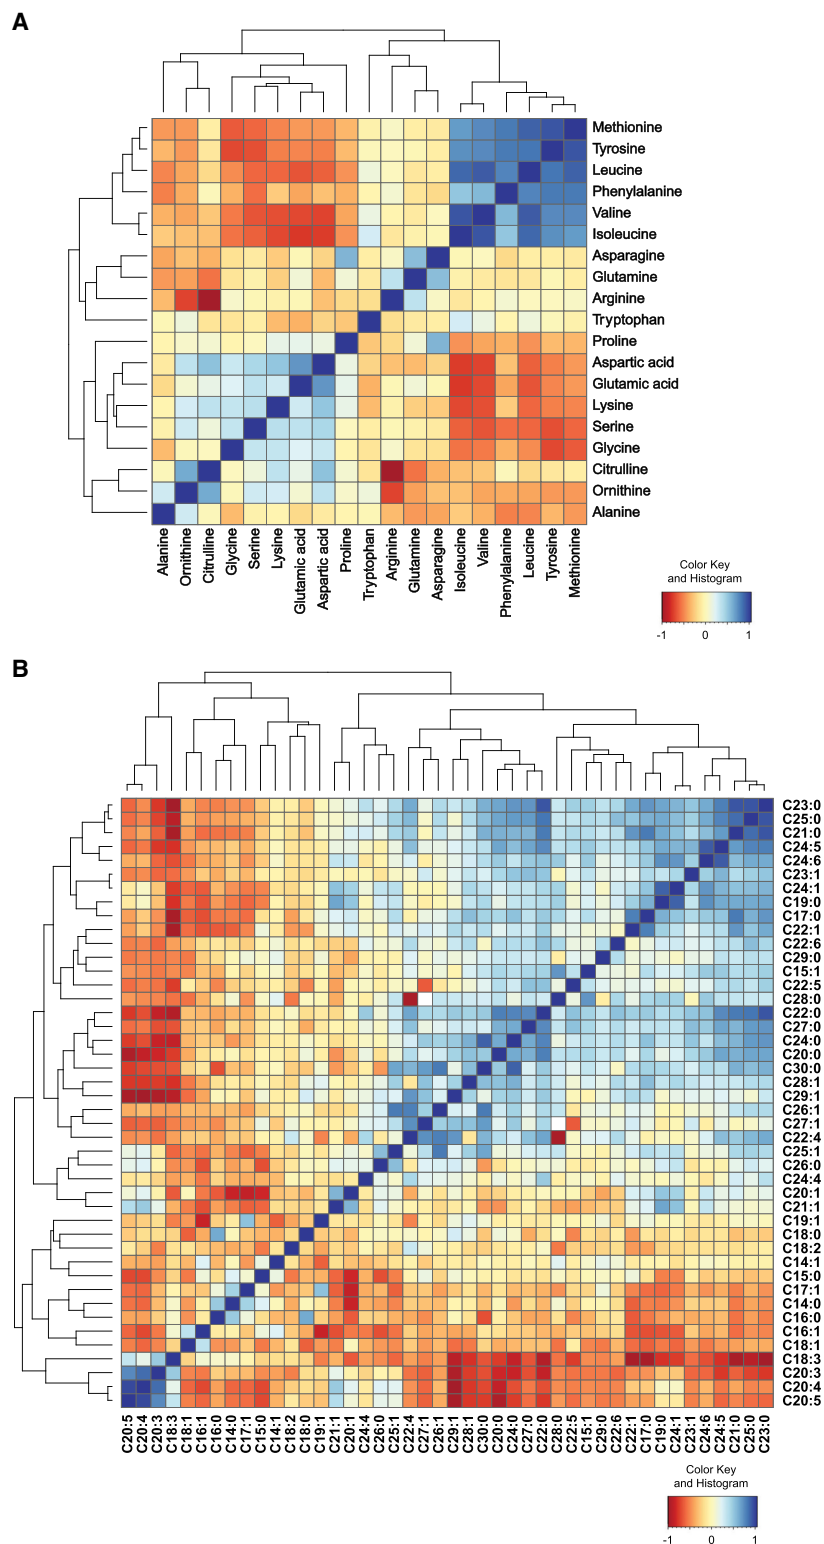 A
Methionine
Tyrosine
Leucine
Phenylalanine
Valine
Isoleucine
Asparagine
Glutamine
Arginine
Tryptophan
Proline
Aspartic acid
Glutamic acid
Lysine
Serine
Glycine
Citrulline
Ornithine
Alanine
Alanine
Ornithine
Citrulline
Glycine
Serine
Lysine
Glutamic acid
Aspartic acid
Proline
Tryptophan
Arginine
Glutamine
Asparagine
Isoleucine
Valine
Phenylalanine
Leucine
Tyrosine
Methionine
Color Key
and Histogram
-1 0 1
B
C23:0
C25:0
C21:0
C24:5
C24:6
C23:1
C24:1
C19:0
C17:0
C22:1
C22:6
C29:0
C15:1
C22:5
C28:0
C22:0
C27:0
C24:0
C20:0
C30:0
C28:1
C29:1
C26:1
C27:1
C22:4
C25:1
C26:0
C24:4
C20:1
C21:1
C19:1
C18:0
C18:2
C14:1
C15:0
C17:1
C14:0
C16:0
C16:1
C18:1
C18:3
C20:3
C20:4
C20:5
C20:5
C20:4
C20:3
C18:3
C18:1
C16:1
C16:0
C14:0
C17:1
C15:0
C14:1
C18:2
C18:0
C19:1
C21:1
C20:1
C24:4
C26:0
C25:1
C22:4
C27:1
C26:1
C29:1
C28:1
C30:0
C20:0
C24:0
C27:0
C22:0
C28:0
C22:5
C15:1
C29:0
C22:6
C22:1
C17:0
C19:0
C24:1
C23:1
C24:6
C24:5
C21:0
C25:0
C23:0
Color Key
and Histogram
-1 0 1